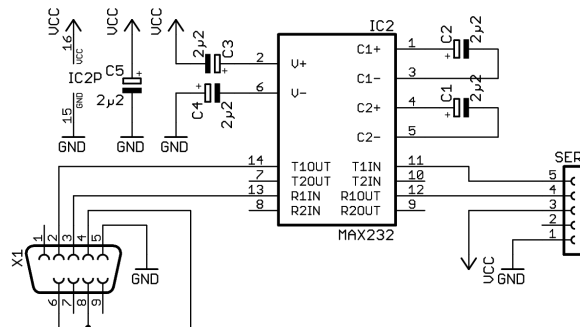 VCC
VCC
VCC
16
VCC
IC2P
15
GND
GND
C5
2µ2
GND
GND
2µ2
C3
C4
2µ2
IC2
2
V+
6
V-
C1+
1
C1-
3
C2+
4
C2-
5
C2
2µ2
C1
2µ2
14
T1OUT
T1IN
11
7
T2OUT
T2IN
10
13
R1IN
R1OUT
12
8
R2IN
R2OUT
9
MAX232
SER
5
4
3
2
1
VCC
GND
X1
1
2
3
4
5
GND
6
7
8
9